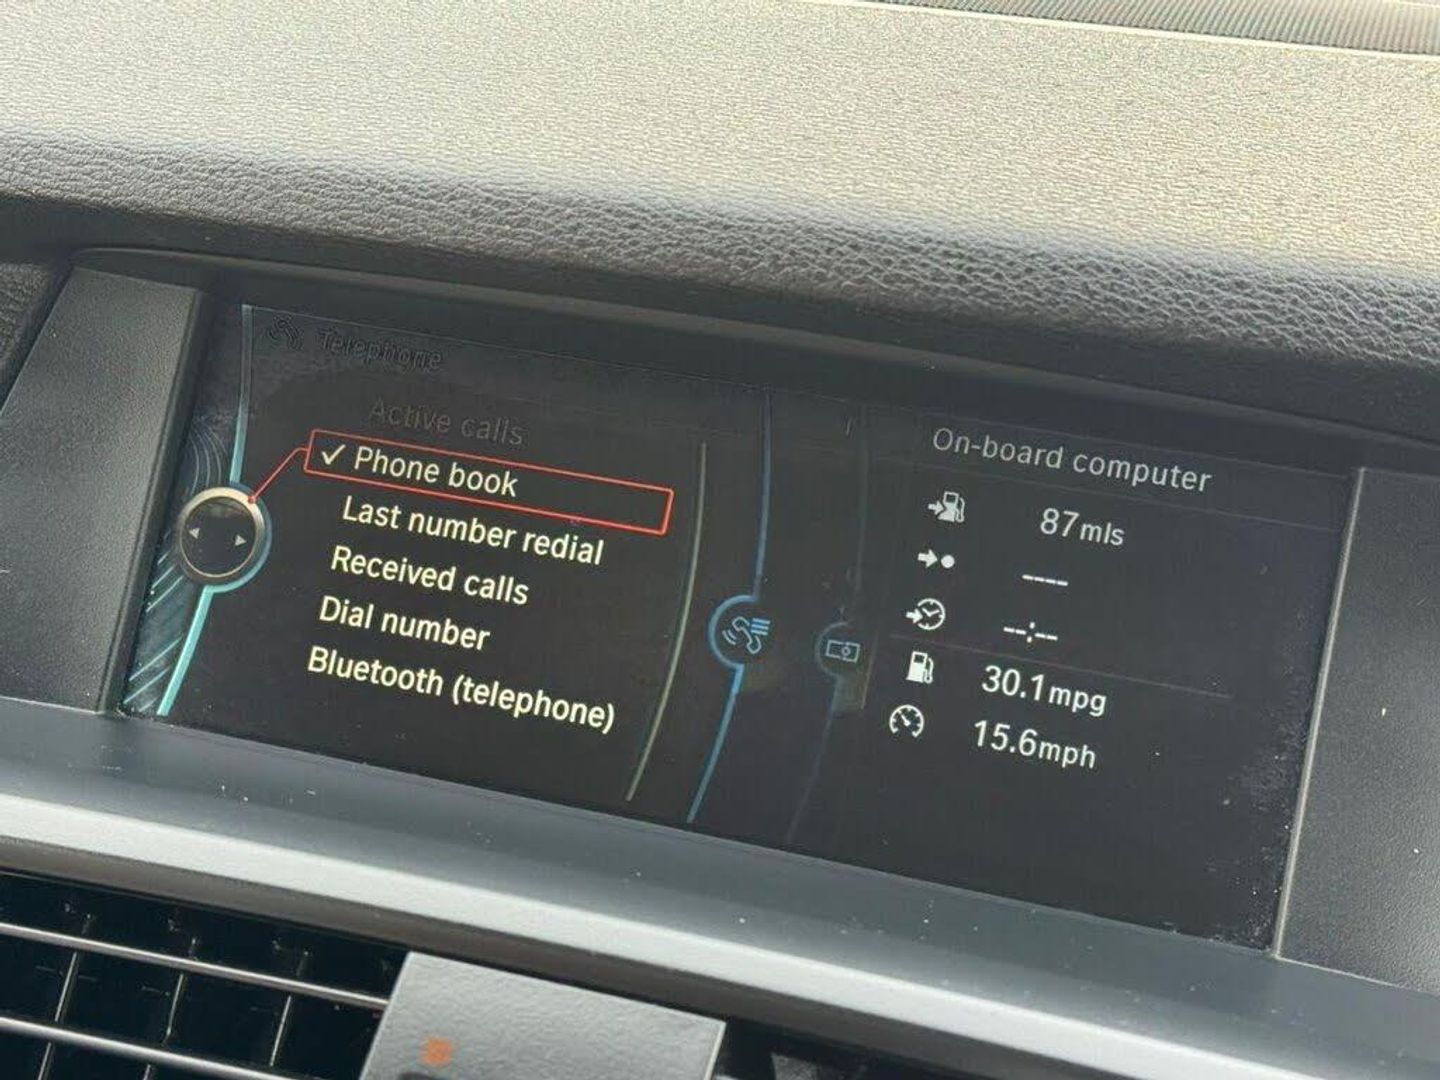 Telephone
Active calls
✓ Phone book
Last number redial
Received calls
Dial number
Bluetooth (telephone)
On-board computer
87mls
----
--:--
30.1mpg
15.6mph